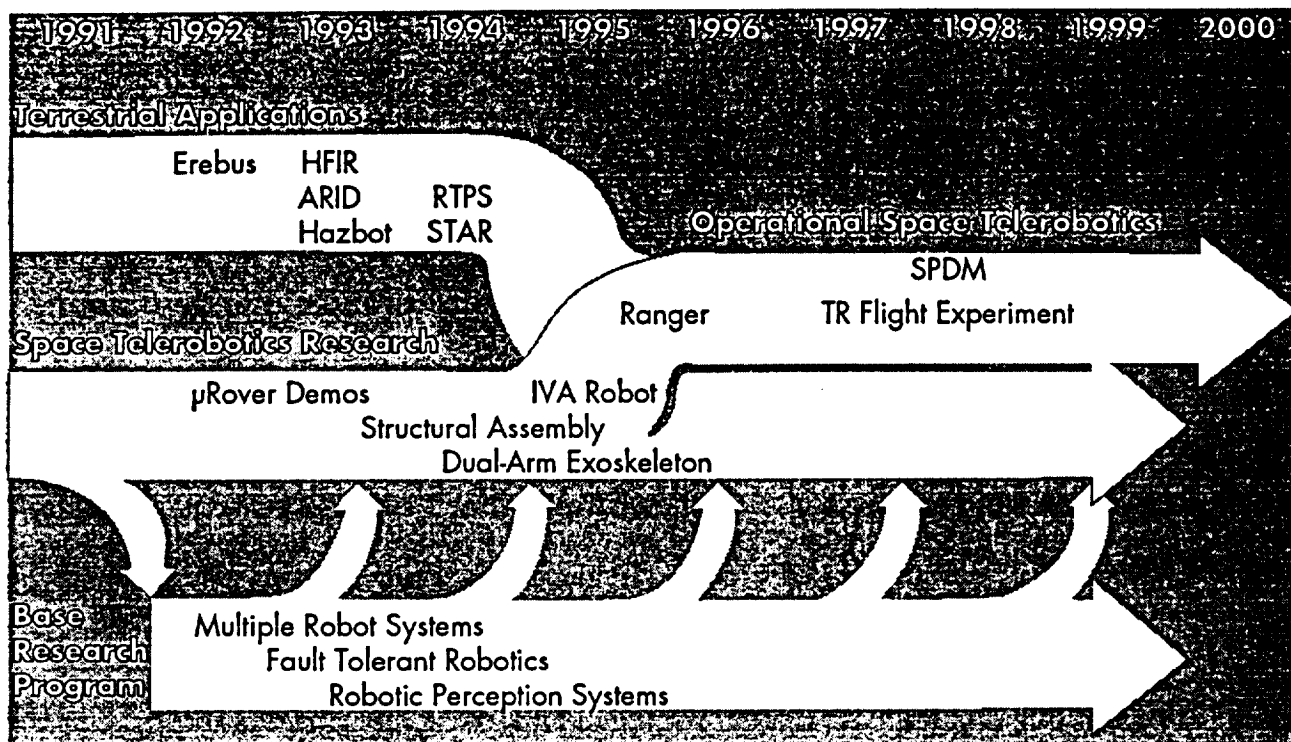 1991 1992 1993 1994 1995 1996 1997 1998 1999 2000
Terrestrial Applications
Erebus HFIR
ARID RTPS
Hazbot STAR
Operational Space Telerobotics
SPDM
Ranger TR Flight Experiment
Space Telerobotics Research
µRover Demos IVA Robot
Structural Assembly
Dual-Arm Exoskeleton
Base
Research
Program
Multiple Robot Systems
Fault Tolerant Robotics
Robotic Perception Systems